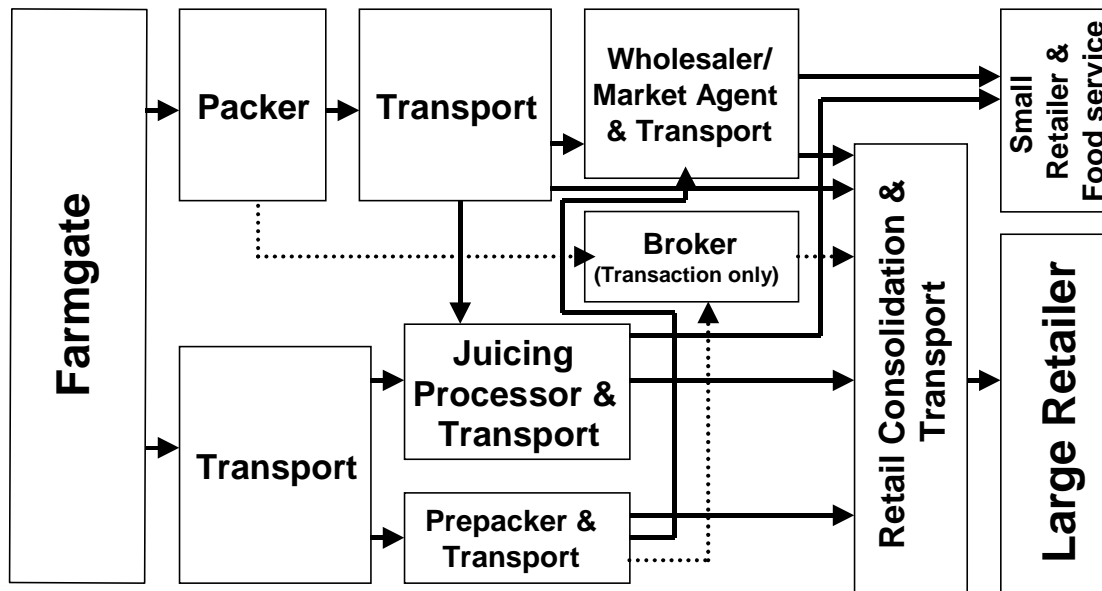 Farmgate
Packer
Transport
Wholesaler/
Market Agent
& Transport
Small
Retailer &
Food service
Broker
(Transaction only)
Juicing
Processor &
Transport
Transport
Prepacker &
Transport
Retail Consolidation &
Transport
Large Retailer